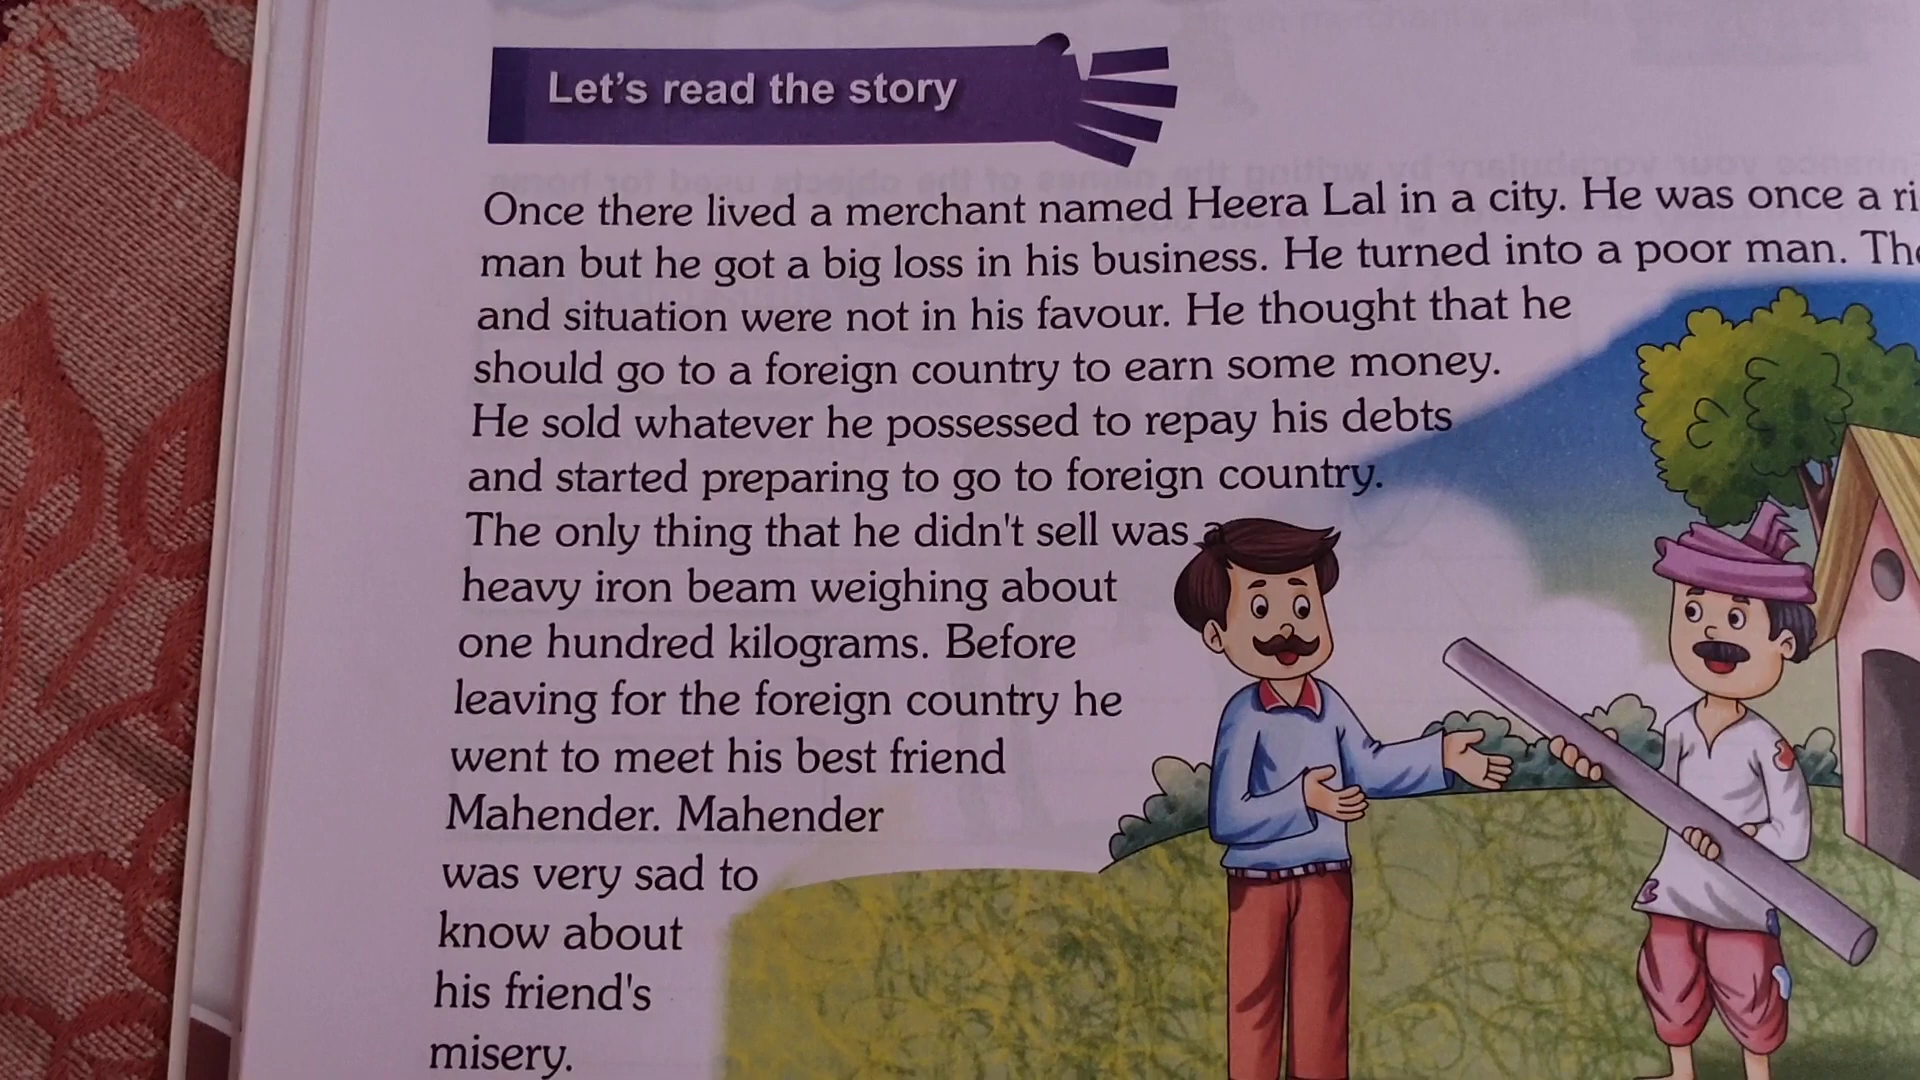 Let's read the story
Once there lived a merchant named Heera Lal in a city. He was once a
man but he got a big loss in his business. He turned into a poor man.
and situation were not in his favour. He thought that he
should go to a foreign country to earn some money.
He sold whatever he possessed to repay his debts
and started preparing to go to foreign country.
The only thing that he didn't sell was a
heavy iron beam weighing about
one hundred kilograms. Before
leaving for the foreign country he
went to meet his best friend
Mahender. Mahender
was very sad to
know about
his friend's
misery.